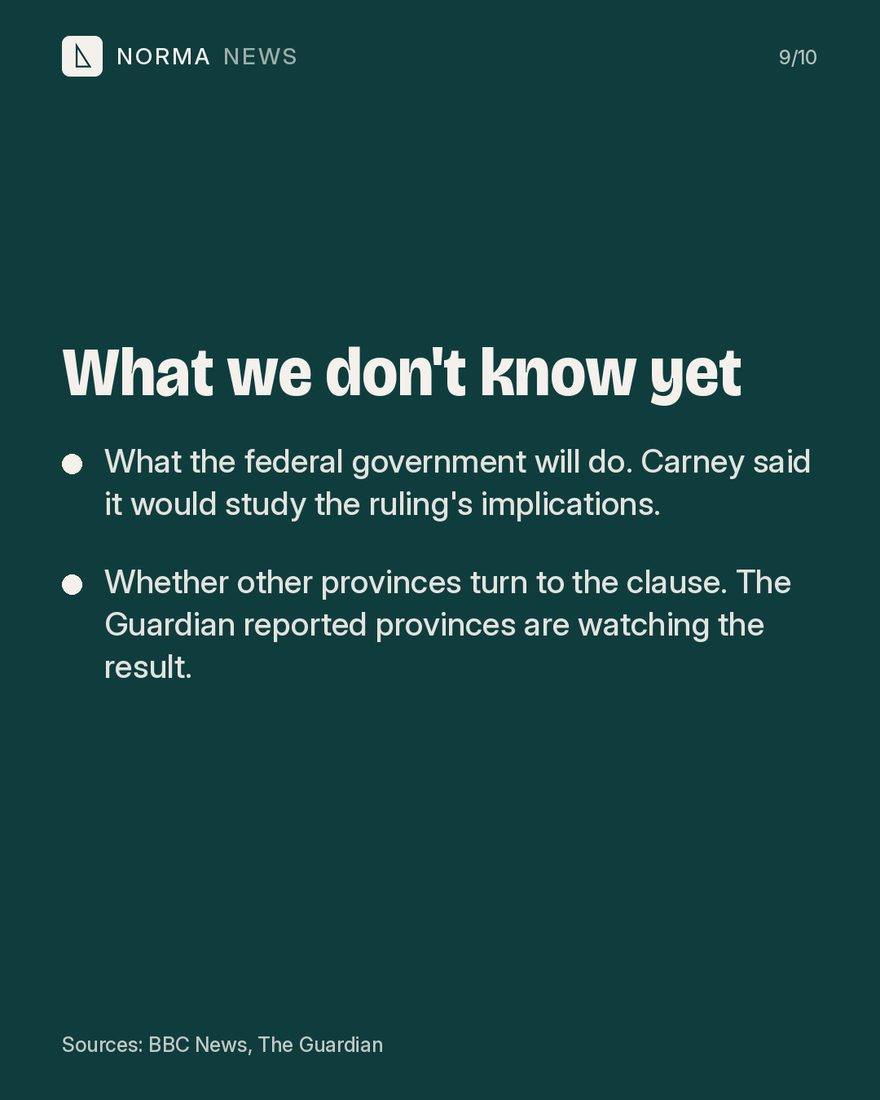 NORMA NEWS
9/10
What we don't know yet
What the federal government will do. Carney said
it would study the ruling's implications.
Whether other provinces turn to the clause. The
Guardian reported provinces are watching the
result.
Sources: BBC News, The Guardian